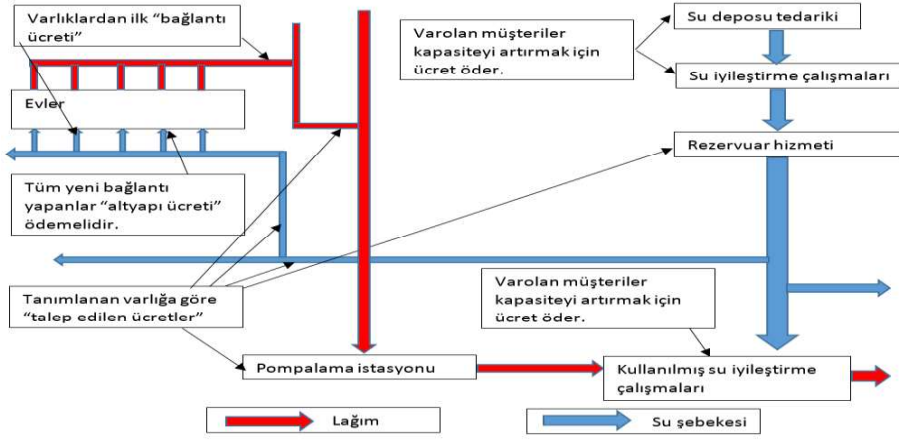 Varlıklardan ilk “bağlantı
ücreti”
Varolan müşteriler
kapasiteyi artırmak için
ücret öder.
Su deposu tedariki
Su iyileştirme çalışmaları
Evler
Rezervuar hizmeti
Tüm yeni bağlantı
yapanlar “altyapı ücreti”
ödemelidir.
Tanımlanan varlığa göre
“talep edilen ücretler”
Varolan müşteriler
kapasiteyi artırmak için
ücret öder.
Pompalama istasyonu
Kullanılmış su iyileştirme
çalışmaları
Lağım
Su şebekesi